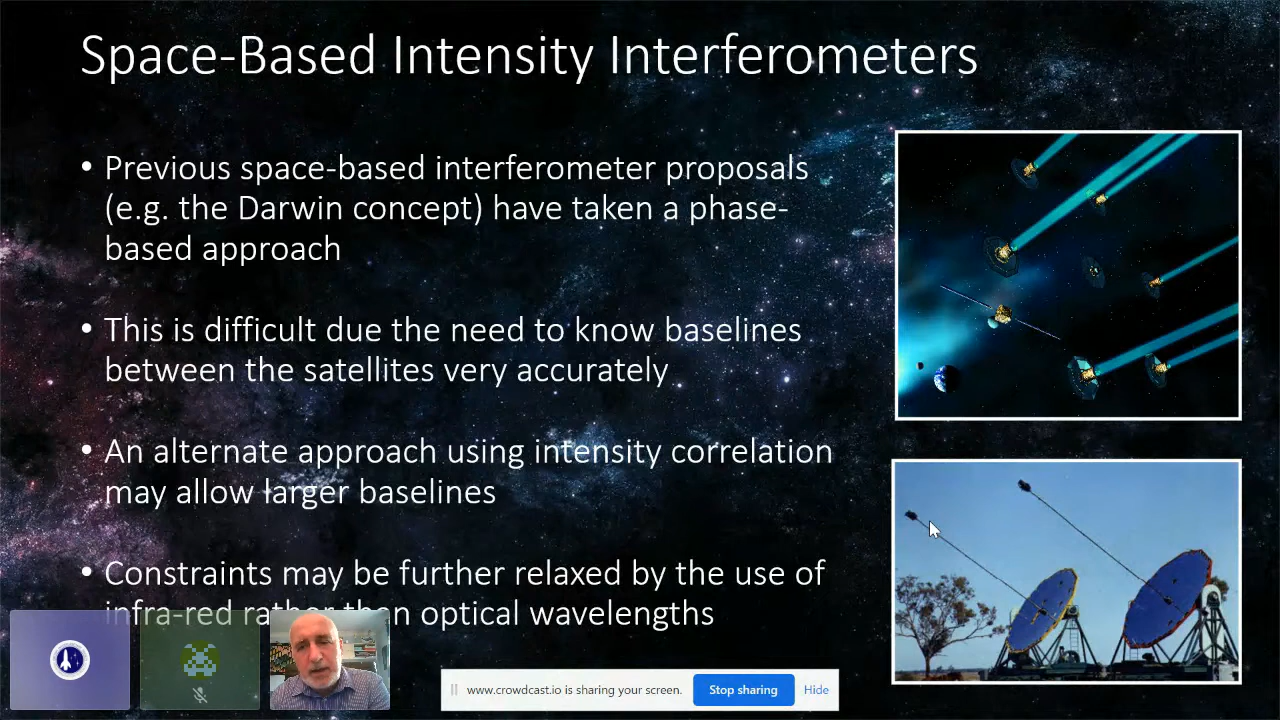 Space-Based Intensity Interferometers
• Previous space-based interferometer proposals
(e.g. the Darwin concept) have taken a phase-
based approach
• This is difficult due the need to know baselines
between the satellites very accurately
• An alternate approach using intensity correlation
may allow larger baselines
• Constraints may be further relaxed by the use of
infra-red rather than optical wavelengths
www.crowdcast.io is sharing your screen.
Stop sharing
Hide